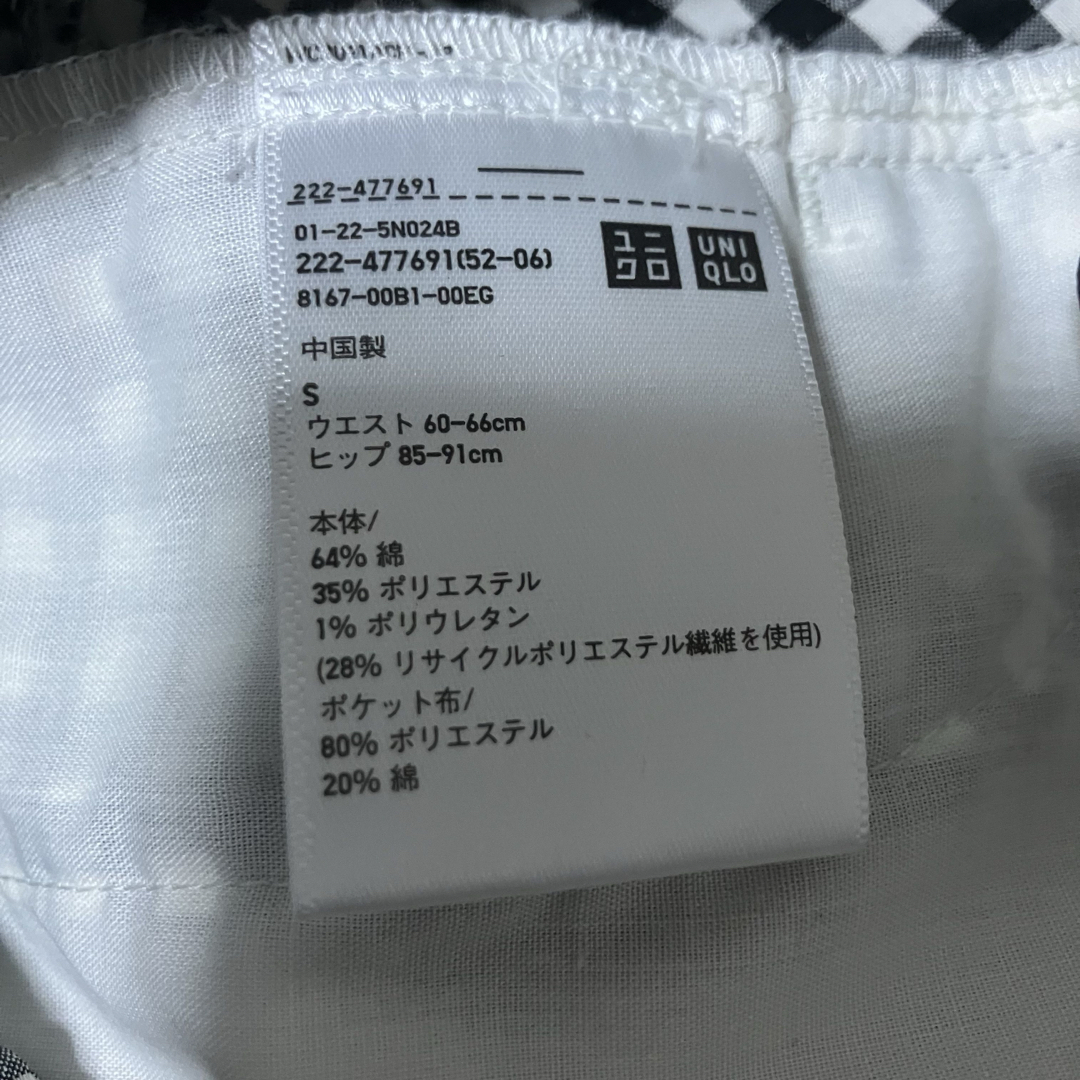 222-477691
01-22-5N024B
222-477691(52-06)
8167-00B1-00EG
ユニ
クロ
UNI
QLO
中国製
S
ウエスト 60-66cm
ヒップ 85-91cm
本体/
64% 綿
35% ポリエステル
1% ポリウレタン
(28% リサイクルポリエステル繊維を使用)
ポケット布/
80% ポリエステル
20% 綿